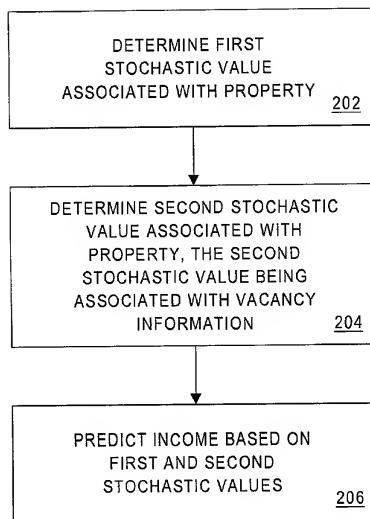 DETERMINE FIRST
STOCHASTIC VALUE
ASSOCIATED WITH PROPERTY
202
DETERMINE SECOND STOCHASTIC
VALUE ASSOCIATED WITH
PROPERTY, THE SECOND
STOCHASTIC VALUE BEING
ASSOCIATED WITH VACANCY
INFORMATION
204
PREDICT INCOME BASED ON
FIRST AND SECOND
STOCHASTIC VALUES
206